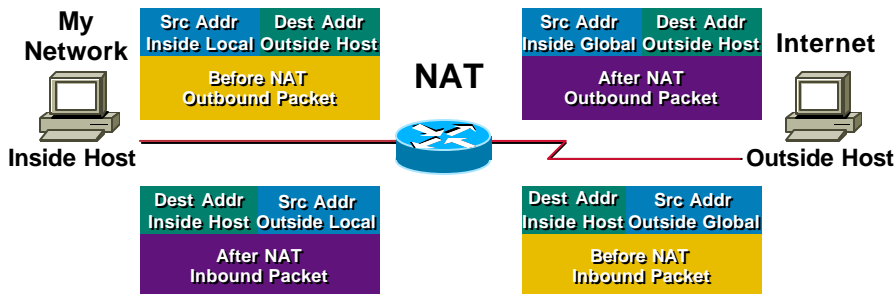 My
Network
Inside Host
Src Addr
Inside Local
Dest Addr
Outside Host
Before NAT
Outbound Packet
NAT
Src Addr
Inside Global
Dest Addr
Outside Host
After NAT
Outbound Packet
Internet
Outside Host
Dest Addr
Inside Host
Src Addr
Outside Local
After NAT
Inbound Packet
Dest Addr
Inside Host
Src Addr
Outside Global
Before NAT
Inbound Packet